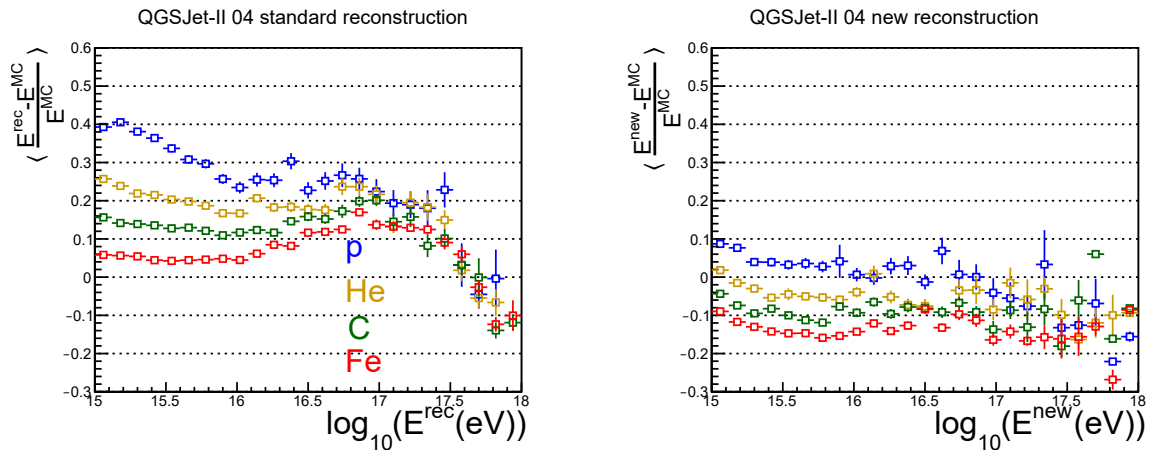 QGSJet-II 04 standard reconstruction
⟨ (E^rec - E^MC) / E^MC ⟩
0.6
0.5
0.4
0.3
0.2
0.1
0
−0.1
−0.2
−0.3
p
He
C
Fe
15 15.5 16 16.5 17 17.5 18
log10(E^rec(eV))
QGSJet-II 04 new reconstruction
⟨ (E^new - E^MC) / E^MC ⟩
0.6
0.5
0.4
0.3
0.2
0.1
0
−0.1
−0.2
−0.3
15 15.5 16 16.5 17 17.5 18
log10(E^new(eV))